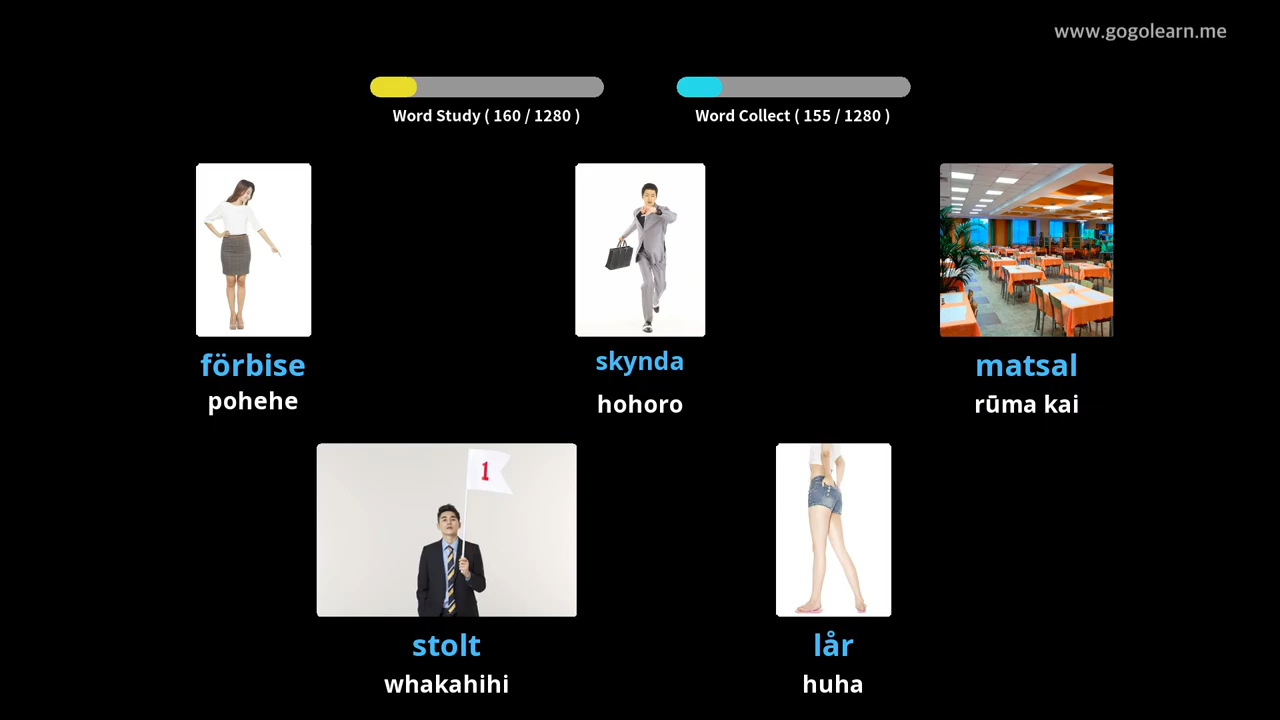 www.gogolearn.me
Word Study ( 160 / 1280 )
Word Collect ( 155 / 1280 )
förbise
pohehe
skynda
hohoro
matsal
rūma kai
1
stolt
whakahihi
lår
huha